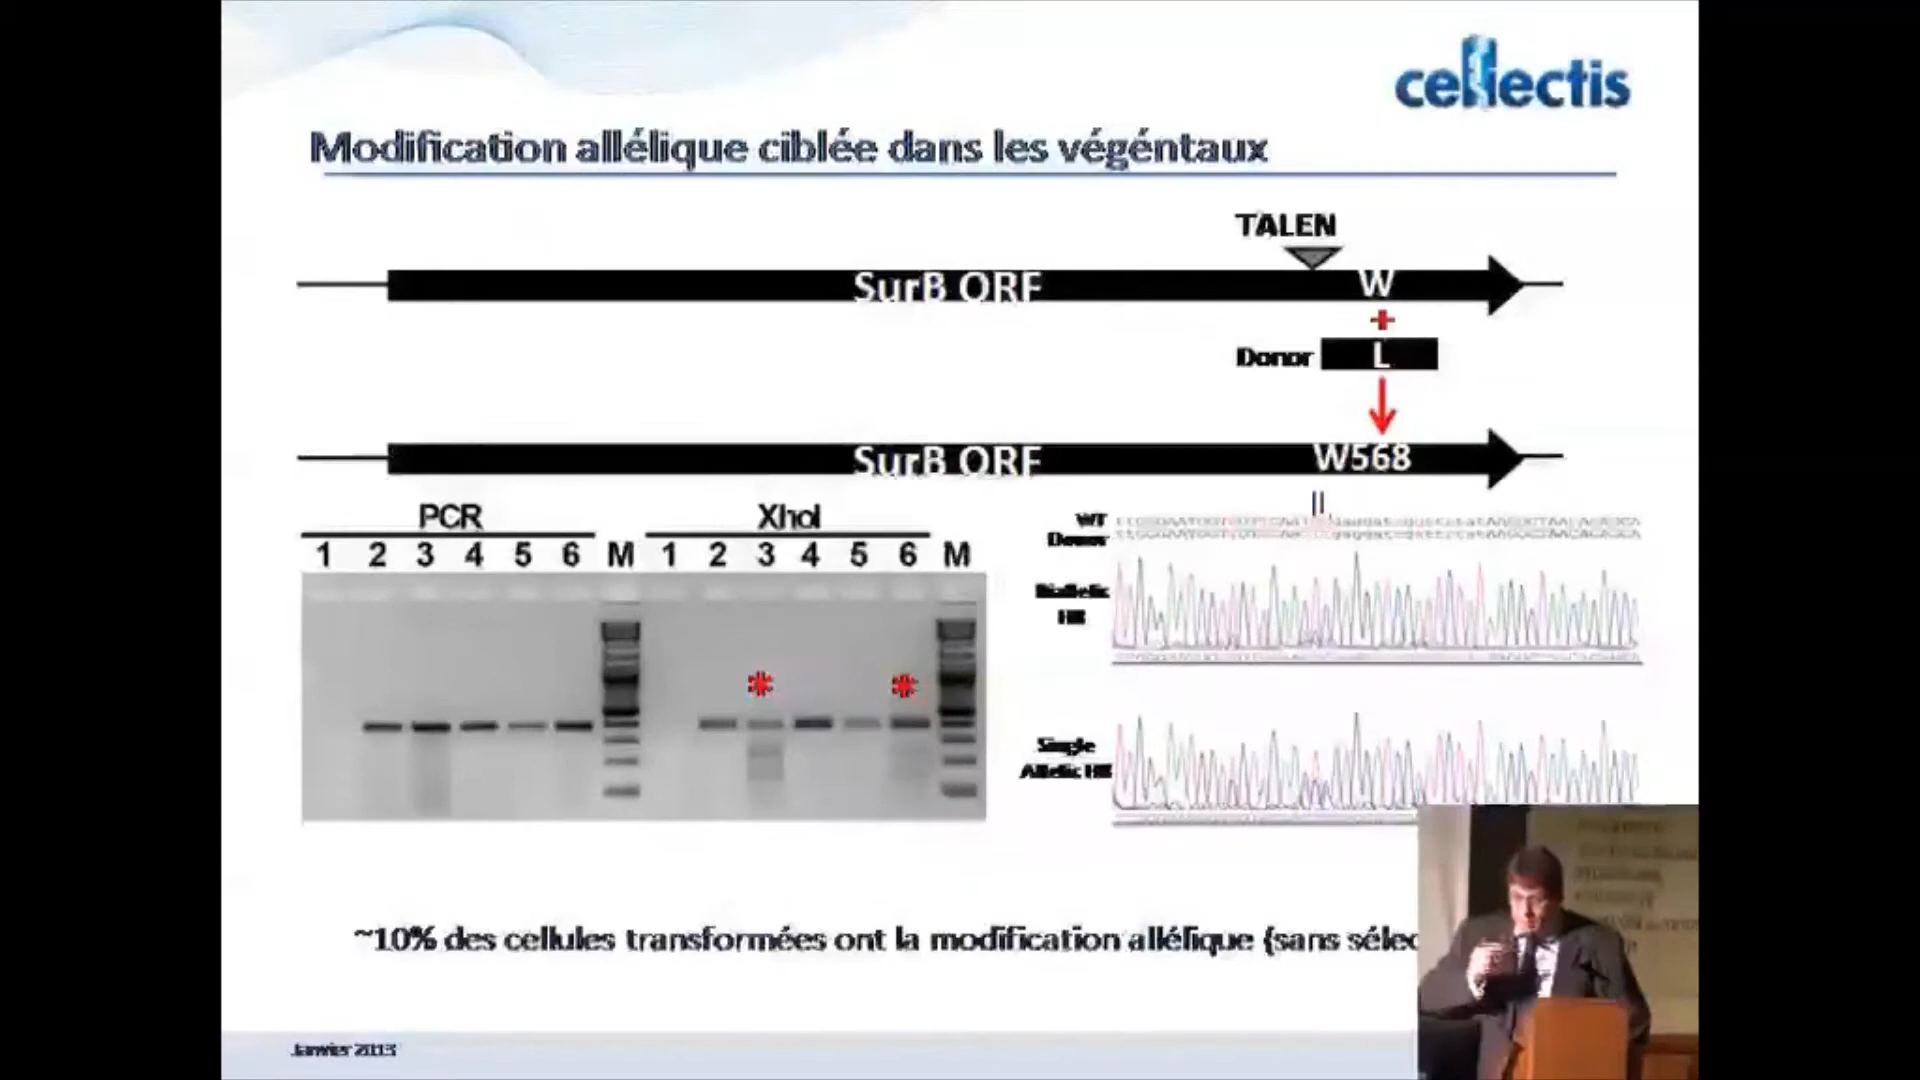 cellectis
Modification allélique ciblée dans les végéntaux
TALEN
SurB ORF W
+
Donor L
SurB ORF W568
PCR XhoI
1 2 3 4 5 6 M 1 2 3 4 5 6 M
* *
WT
Donor
Biallelic
HR
Single
Allelic HR
~10% des cellules transformées ont la modification allélique (sans sélec
Janvier 2013